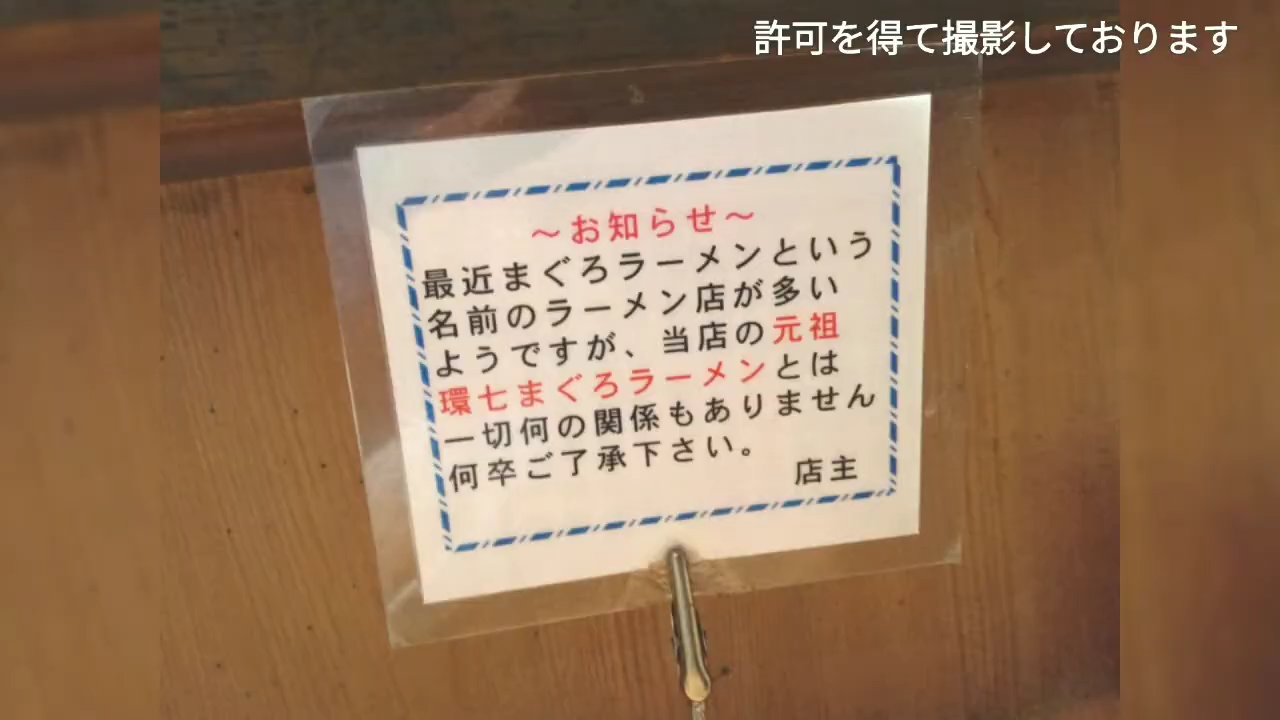 許可を得て撮影しております
～お知らせ～
最近まぐろラーメンという
名前のラーメン店が多い
ようですが、当店の元祖
環七まぐろラーメンとは
一切何の関係もありません
何卒ご了承下さい。
店主